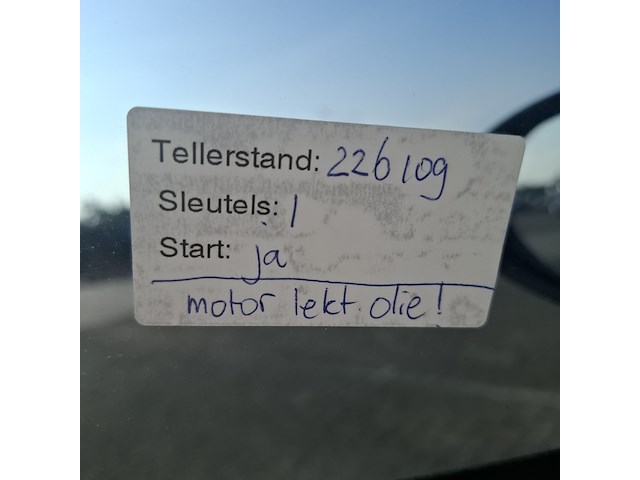 Tellerstand: 226109
Sleutels: 1
Start: ja
motor lekt olie!